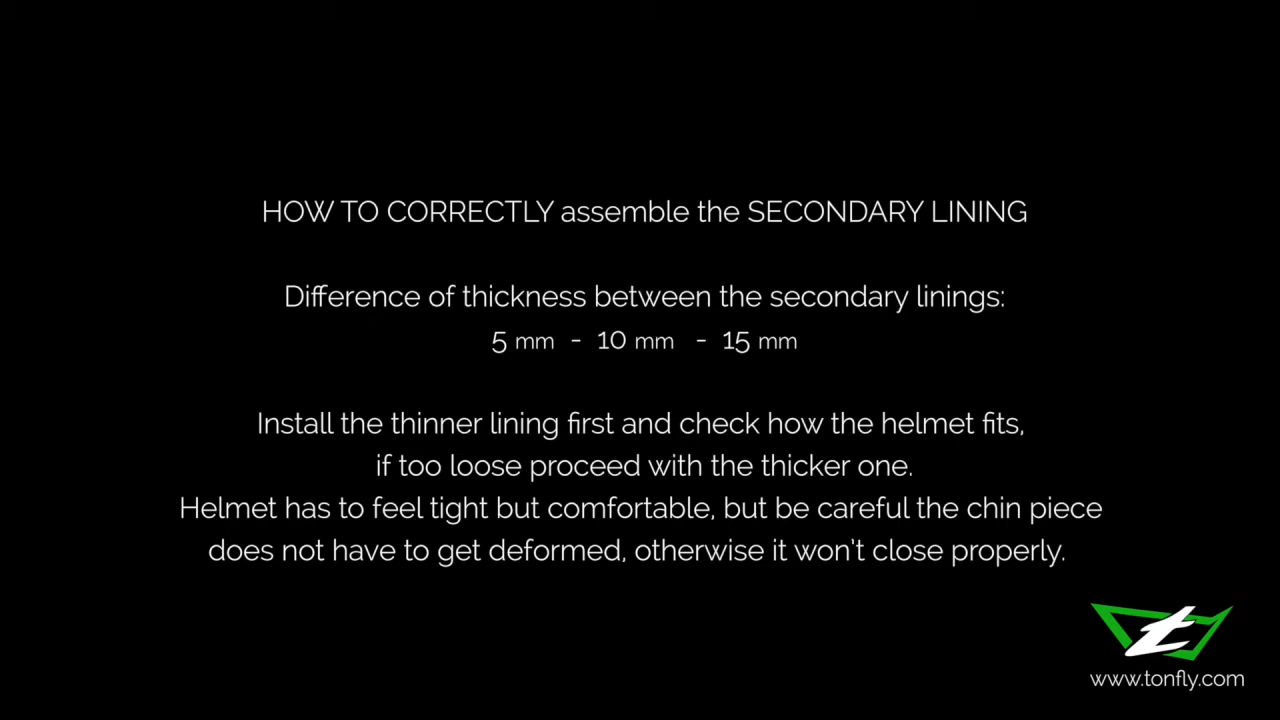 HOW TO CORRECTLY assemble the SECONDARY LINING
Difference of thickness between the secondary linings:
5 mm - 10 mm - 15 mm
Install the thinner lining first and check how the helmet fits,
if too loose proceed with the thicker one.
Helmet has to feel tight but comfortable, but be careful the chin piece
does not have to get deformed, otherwise it won't close properly.
t
www.tonfly.com